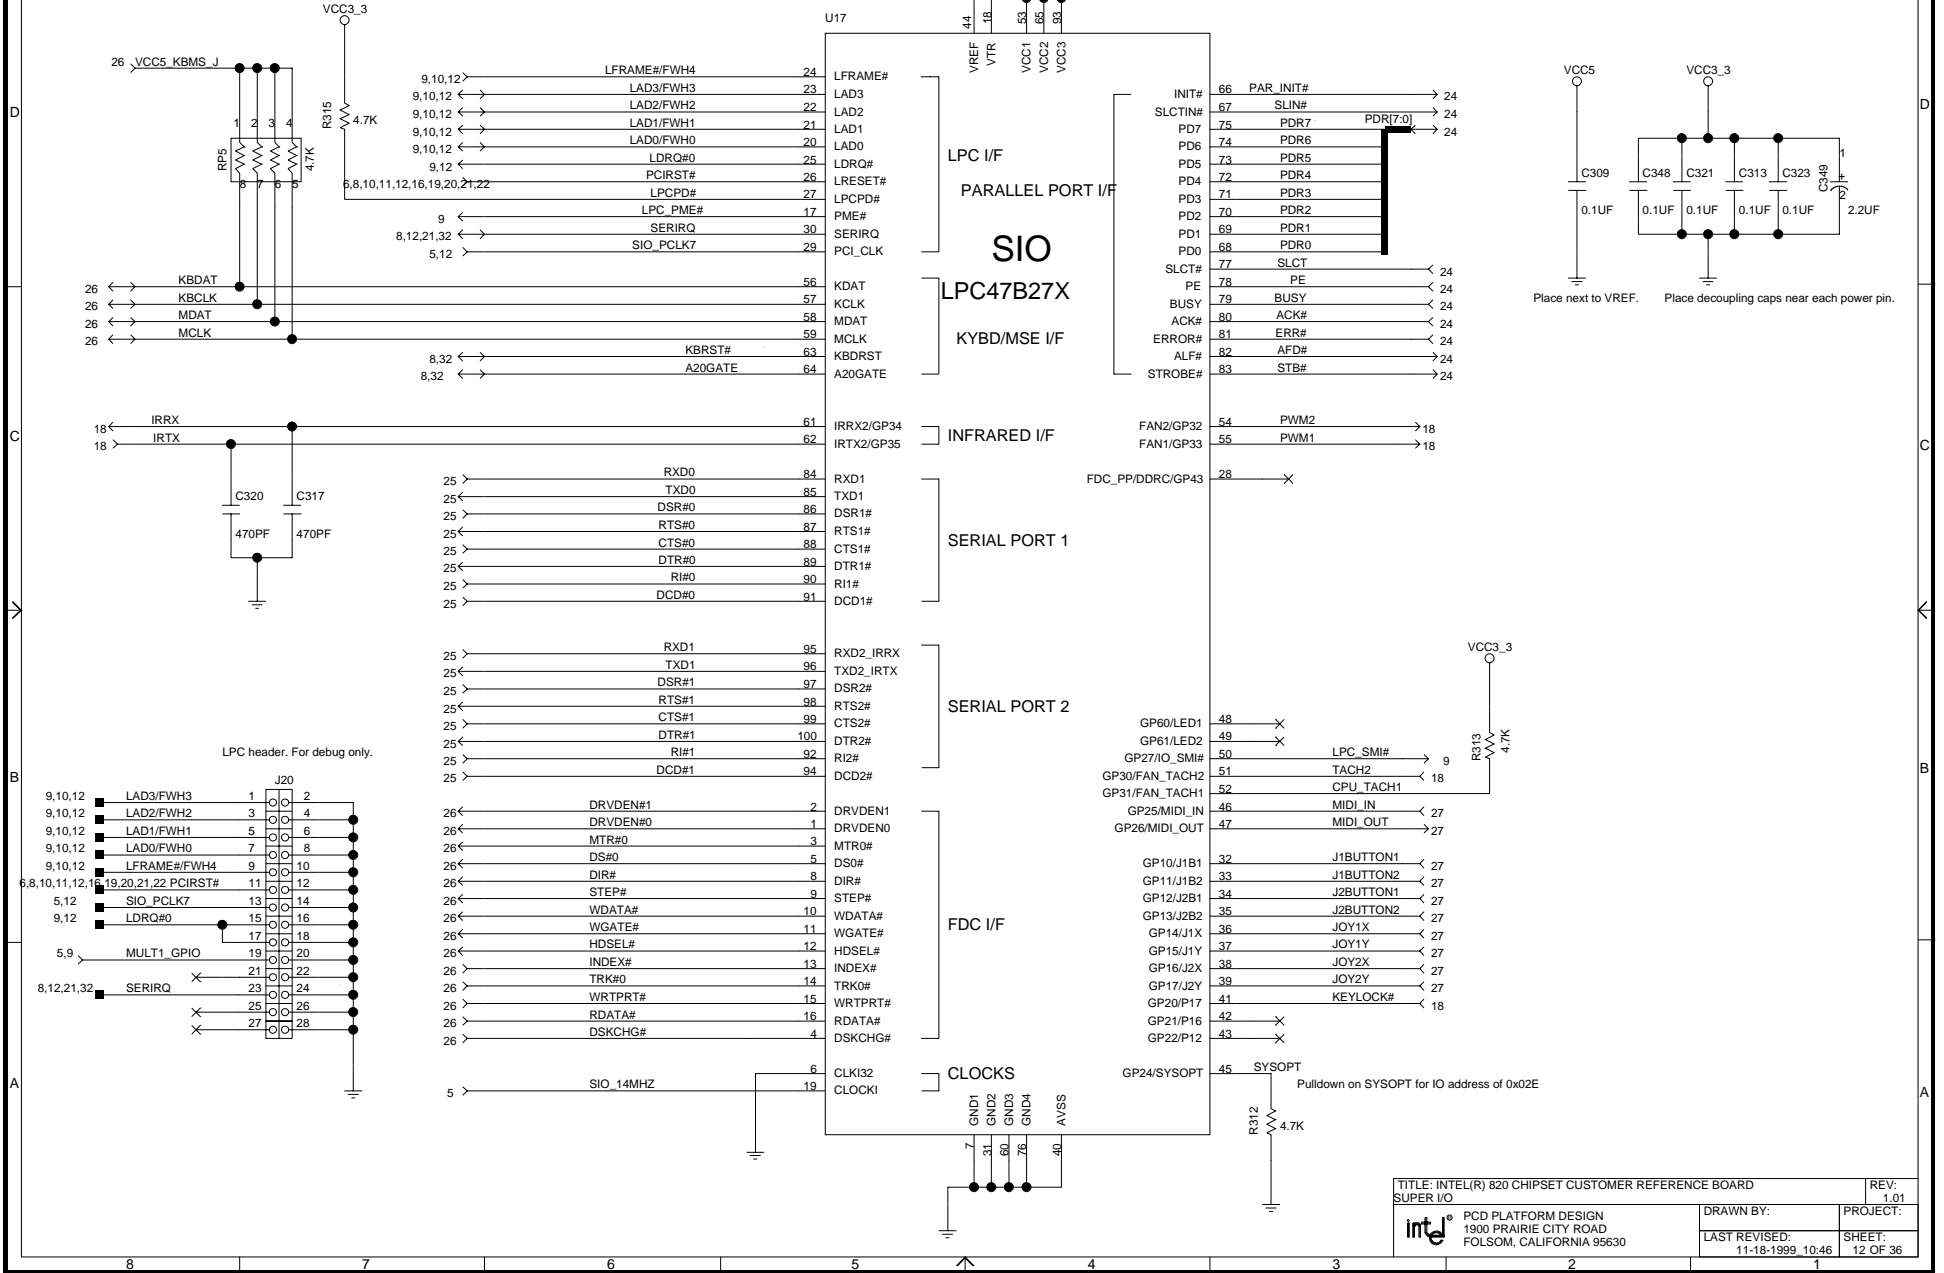 VCC3_3
U17
44
18
53
65
93
VREF
VTR
VCC1
VCC2
VCC3
26 VCC5_KBMS_J
R315
4.7K
1 2 3 4
RP5
4.7K
8 7 6 5
9,10,12 LFRAME#/FWH4 24 LFRAME#
9,10,12 LAD3/FWH3 23 LAD3
9,10,12 LAD2/FWH2 22 LAD2
9,10,12 LAD1/FWH1 21 LAD1
9,10,12 LAD0/FWH0 20 LAD0
9,12 LDRQ#0 25 LDRQ#
6,8,10,11,12,16,19,20,21,22 PCIRST# 26 LRESET#
LPCPD# 27 LPCPD#
9 LPC_PME# 17 PME#
8,12,21,32 SERIRQ 30 SERIRQ
5,12 SIO_PCLK7 29 PCI_CLK
LPC I/F
PARALLEL PORT I/F
SIO
LPC47B27X
26 KBDAT 56 KDAT
26 KBCLK 57 KCLK
26 MDAT 58 MDAT
26 MCLK 59 MCLK
8,32 KBRST# 63 KBDRST
8,32 A20GATE 64 A20GATE
KYBD/MSE I/F
INIT# 66 PAR_INIT# 24
SLCTIN# 67 SLIN# 24
PD7 75 PDR7 PDR[7:0] 24
PD6 74 PDR6
PD5 73 PDR5
PD4 72 PDR4
PD3 71 PDR3
PD2 70 PDR2
PD1 69 PDR1
PD0 68 PDR0
SLCT# 77 SLCT 24
PE 78 PE 24
BUSY 79 BUSY 24
ACK# 80 ACK# 24
ERROR# 81 ERR# 24
ALF# 82 AFD# 24
STROBE# 83 STB# 24
VCC5
C309
0.1UF
Place next to VREF.
VCC3_3
C348 C321 C313 C323 C349
0.1UF 0.1UF 0.1UF 0.1UF 2.2UF
1
+
2
Place decoupling caps near each power pin.
18 IRRX 61 IRRX2/GP34
18 IRTX 62 IRTX2/GP35
INFRARED I/F
C320 C317
470PF 470PF
FAN2/GP32 54 PWM2 18
FAN1/GP33 55 PWM1 18
FDC_PP/DDRC/GP43 28
25 RXD0 84 RXD1
25 TXD0 85 TXD1
25 DSR#0 86 DSR1#
25 RTS#0 87 RTS1#
25 CTS#0 88 CTS1#
25 DTR#0 89 DTR1#
25 RI#0 90 RI1#
25 DCD#0 91 DCD1#
SERIAL PORT 1
25 RXD1 95 RXD2_IRRX
25 TXD1 96 TXD2_IRTX
25 DSR#1 97 DSR2#
25 RTS#1 98 RTS2#
25 CTS#1 99 CTS2#
25 DTR#1 100 DTR2#
25 RI#1 92 RI2#
25 DCD#1 94 DCD2#
SERIAL PORT 2
VCC3_3
R313
4.7K
GP60/LED1 48
GP61/LED2 49
GP27/IO_SMI# 50 LPC_SMI# 9
GP30/FAN_TACH2 51 TACH2 18
GP31/FAN_TACH1 52 CPU_TACH1
GP25/MIDI_IN 46 MIDI_IN 27
GP26/MIDI_OUT 47 MIDI_OUT 27
GP10/J1B1 32 J1BUTTON1 27
GP11/J1B2 33 J1BUTTON2 27
GP12/J2B1 34 J2BUTTON1 27
GP13/J2B2 35 J2BUTTON2 27
GP14/J1X 36 JOY1X 27
GP15/J1Y 37 JOY1Y 27
GP16/J2X 38 JOY2X 27
GP17/J2Y 39 JOY2Y 27
GP20/P17 41 KEYLOCK# 18
GP21/P16 42
GP22/P12 43
GP24/SYSOPT 45 SYSOPT
Pulldown on SYSOPT for IO address of 0x02E
R312
4.7K
LPC header. For debug only.
J20
9,10,12 LAD3/FWH3 1 2
9,10,12 LAD2/FWH2 3 4
9,10,12 LAD1/FWH1 5 6
9,10,12 LAD0/FWH0 7 8
9,10,12 LFRAME#/FWH4 9 10
6,8,10,11,12,16,19,20,21,22 PCIRST# 11 12
5,12 SIO_PCLK7 13 14
9,12 LDRQ#0 15 16
17 18
5,9 MULT1_GPIO 19 20
21 22
8,12,21,32 SERIRQ 23 24
25 26
27 28
26 DRVDEN#1 2 DRVDEN1
26 DRVDEN#0 1 DRVDEN0
26 MTR#0 3 MTR0#
26 DS#0 5 DS0#
26 DIR# 8 DIR#
26 STEP# 9 STEP#
26 WDATA# 10 WDATA#
26 WGATE# 11 WGATE#
26 HDSEL# 12 HDSEL#
26 INDEX# 13 INDEX#
26 TRK#0 14 TRK0#
26 WRTPRT# 15 WRTPRT#
26 RDATA# 16 RDATA#
26 DSKCHG# 4 DSKCHG#
FDC I/F
6 CLKI32
5 SIO_14MHZ 19 CLOCKI
CLOCKS
GND1
GND2
GND3
GND4
AVSS
7
31
60
76
40
TITLE: INTEL(R) 820 CHIPSET CUSTOMER REFERENCE BOARD
SUPER I/O
REV:
1.01
intel®
PCD PLATFORM DESIGN
1900 PRAIRIE CITY ROAD
FOLSOM, CALIFORNIA 95630
DRAWN BY:
PROJECT:
LAST REVISED:
11-18-1999_10:46
SHEET:
12 OF 36
D
C
B
A
D
C
B
A
8 7 6 5 4 3 2 1